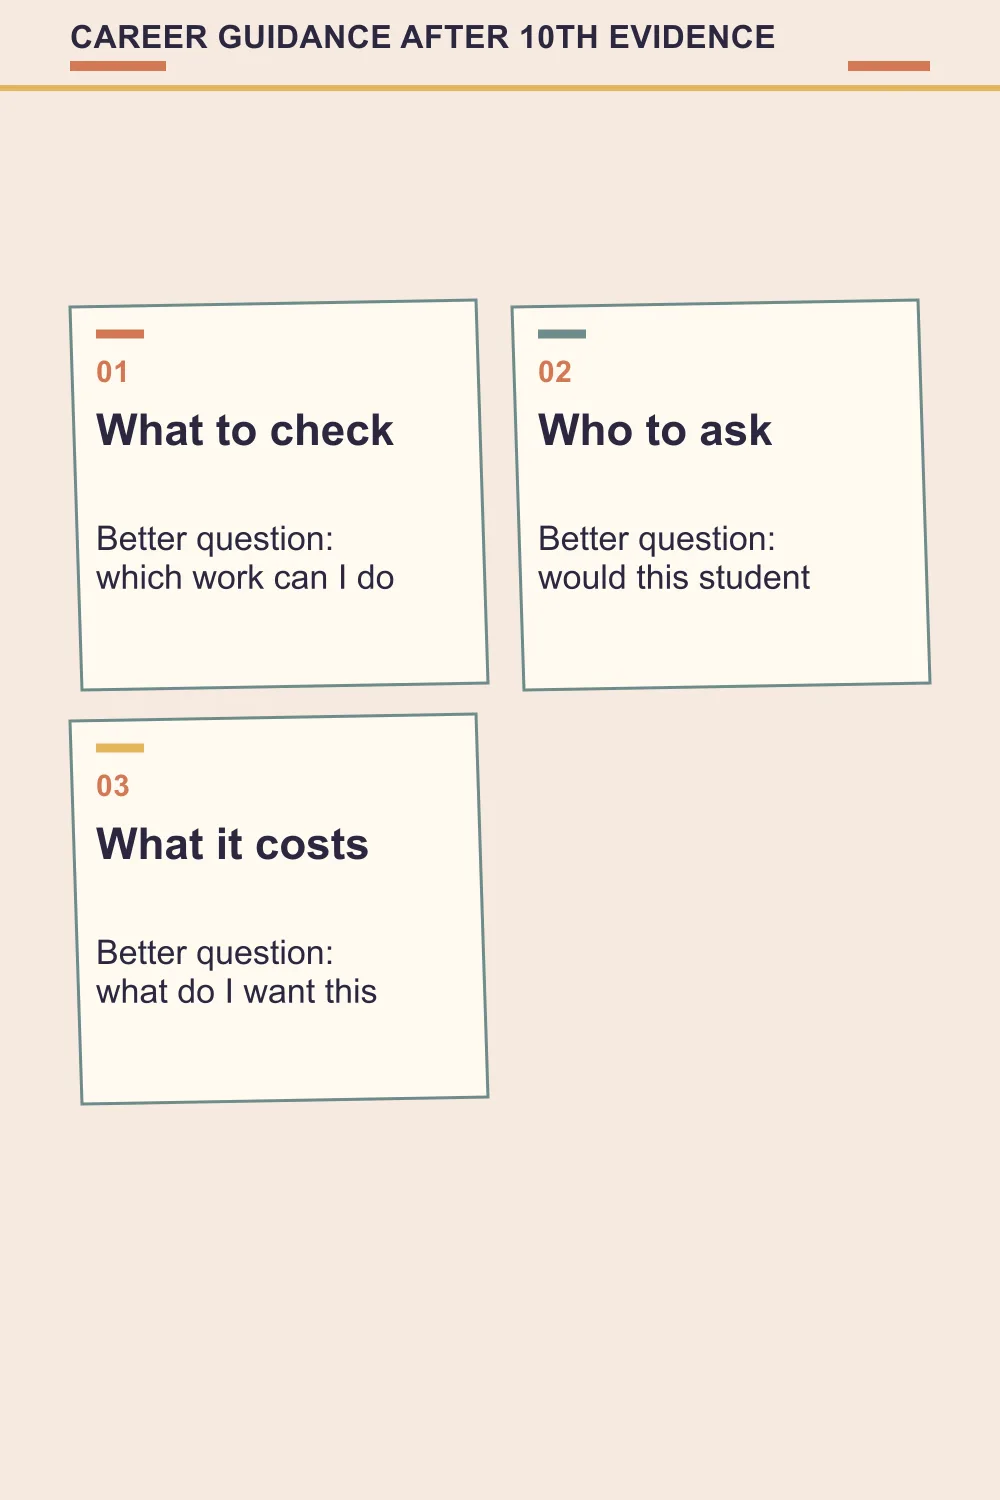 CAREER GUIDANCE AFTER 10TH EVIDENCE
01
What to check
Better question:
which work can I do
02
Who to ask
Better question:
would this student
03
What it costs
Better question:
what do I want this